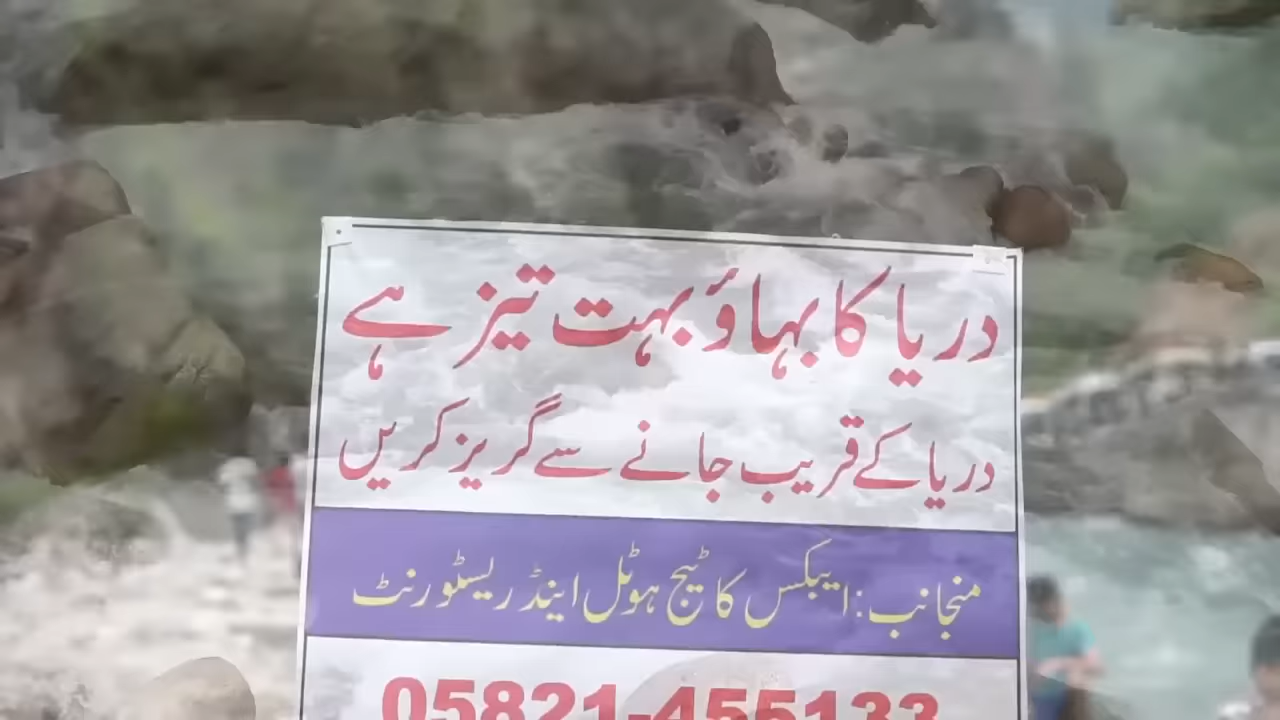 دریا کا بہاؤ بہت تیز ہے
دریا کے قریب جانے سے گریز کریں
منجانب: ایبکس کاٹیج ہوٹل اینڈ ریسٹورنٹ
05821-455133